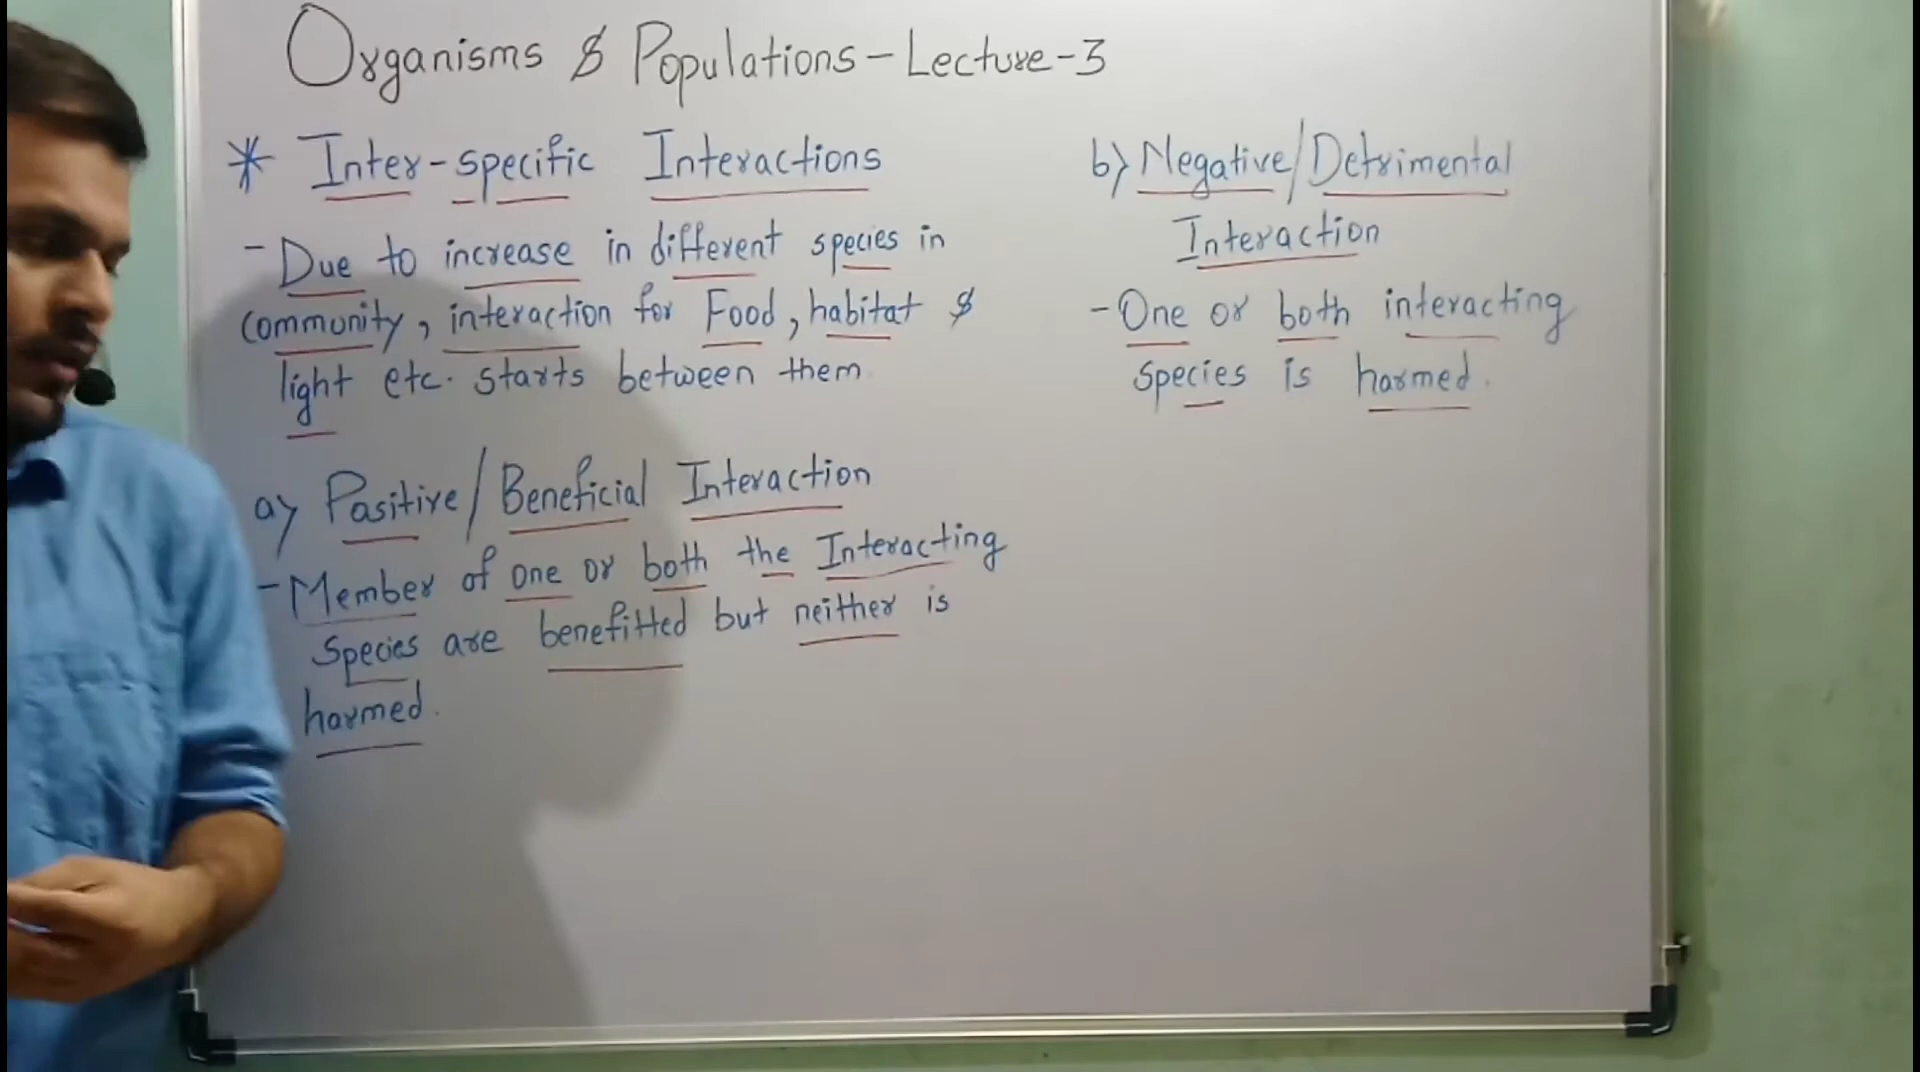 Organisms & Populations - Lecture-3
* Inter-specific Interactions
- Due to increase in different species in
community, interaction for Food, habitat &
light etc. starts between them.
a) Pasitive/Beneficial Interaction
- Member of one or both the Interacting
Species are benefitted but neither is
harmed.
b) Negative/Detrimental
Interaction
- One or both interacting
species is harmed.